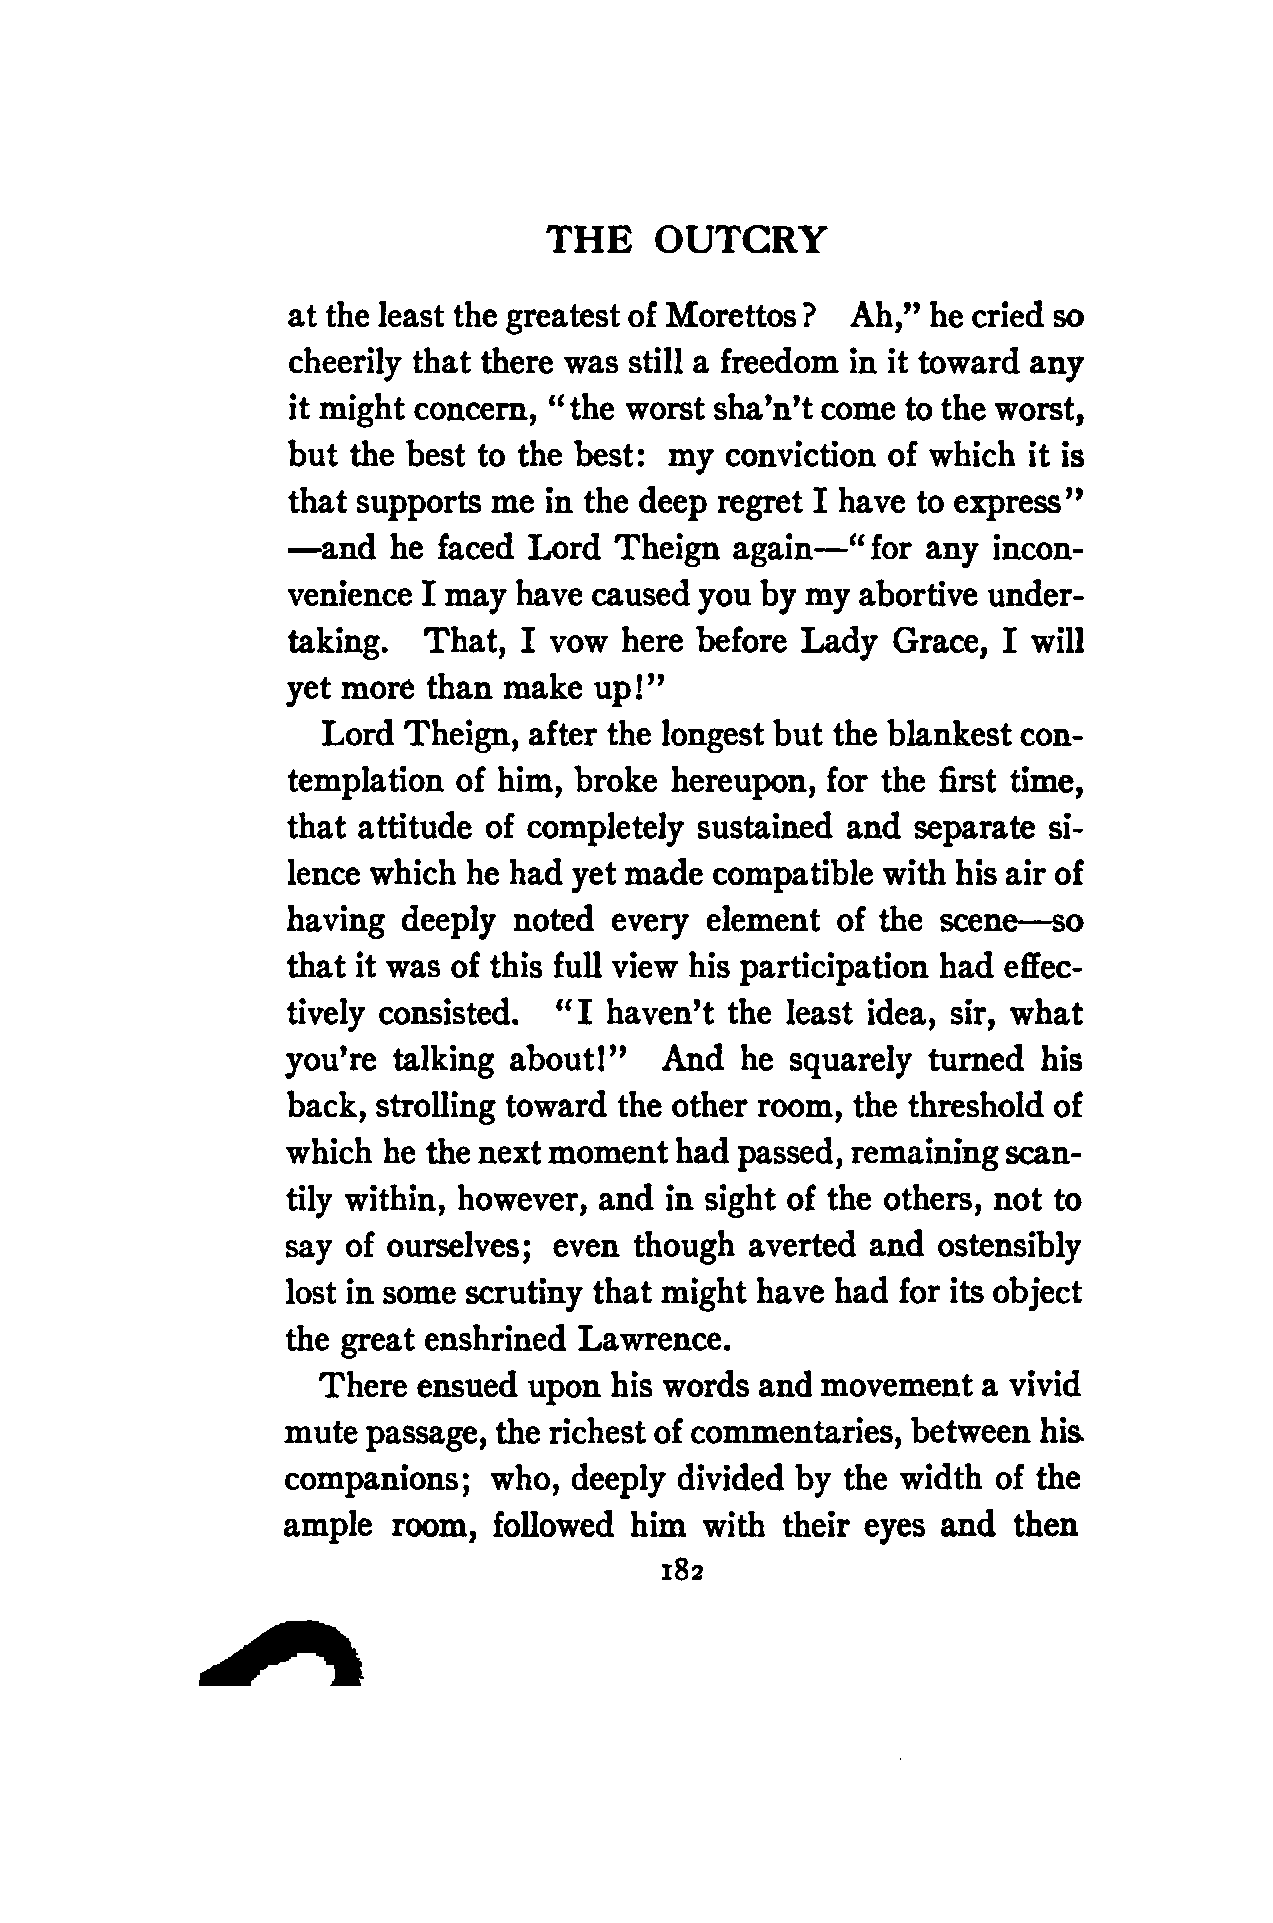 THE OUTCRY
at the least the greatest of Morettos? Ah,” he cried so
cheerily that there was still a freedom in it toward any
it might concern, “the worst sha’n’t come to the worst,
but the best to the best: my conviction of which it is
that supports me in the deep regret I have to express”
—and he faced Lord Theign again—“for any incon-
venience I may have caused you by my abortive under-
taking. That, I vow here before Lady Grace, I will
yet more than make up!”
Lord Theign, after the longest but the blankest con-
templation of him, broke hereupon, for the first time,
that attitude of completely sustained and separate si-
lence which he had yet made compatible with his air of
having deeply noted every element of the scene—so
that it was of this full view his participation had effec-
tively consisted. “I haven’t the least idea, sir, what
you’re talking about!” And he squarely turned his
back, strolling toward the other room, the threshold of
which he the next moment had passed, remaining scan-
tily within, however, and in sight of the others, not to
say of ourselves; even though averted and ostensibly
lost in some scrutiny that might have had for its object
the great enshrined Lawrence.
There ensued upon his words and movement a vivid
mute passage, the richest of commentaries, between his
companions; who, deeply divided by the width of the
ample room, followed him with their eyes and then
182